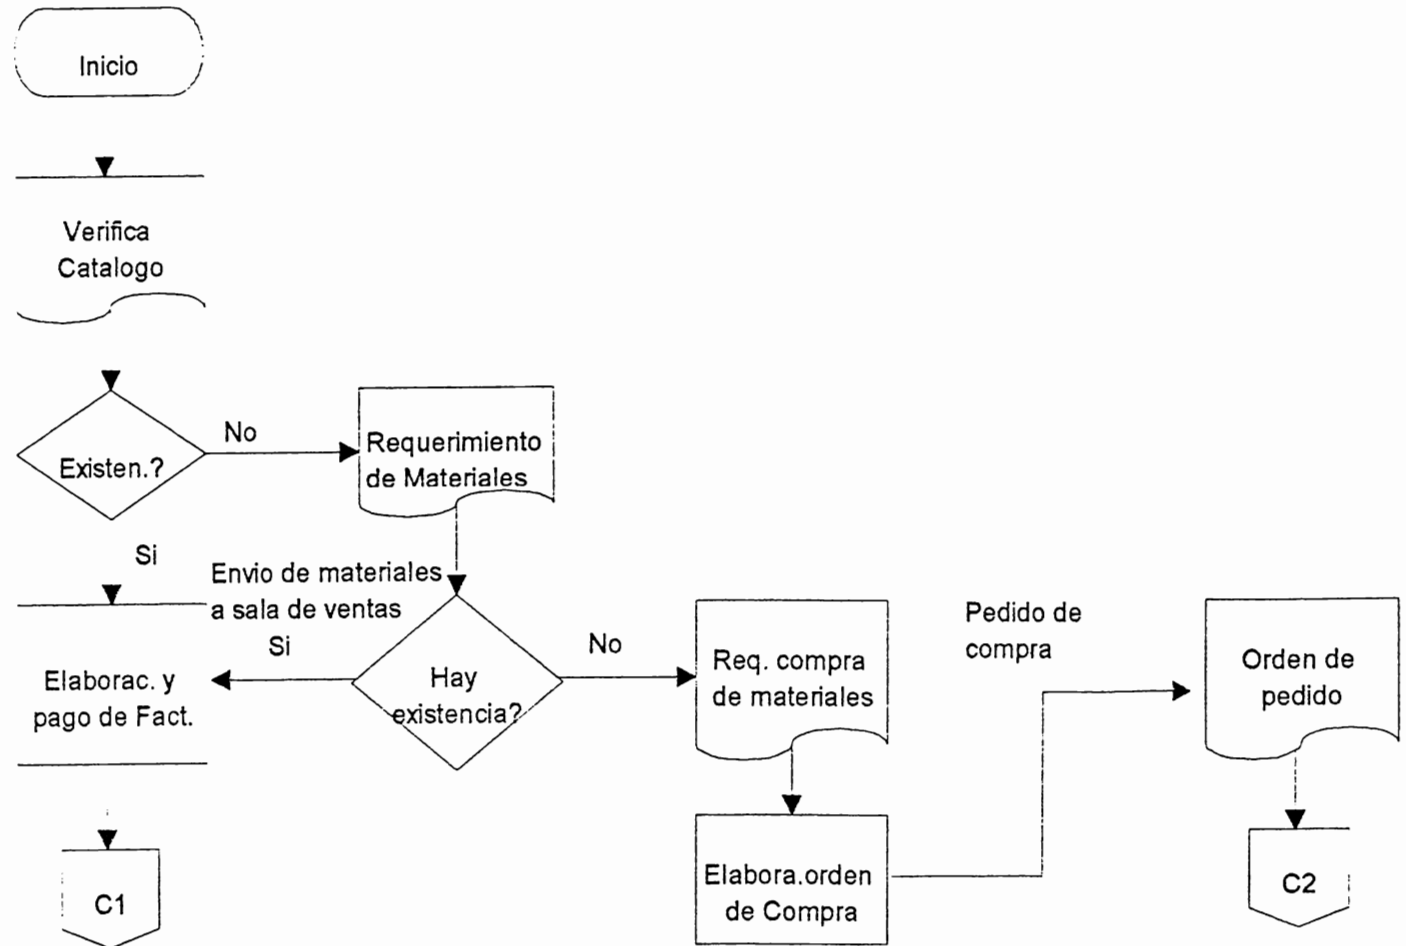 Inicio
Verifica
Catalogo
Existen.?
No
Requerimiento
de Materiales
Si
Envio de materiales
a sala de ventas
Si
Elaborac. y
pago de Fact.
Hay
existencia?
No
Req. compra
de materiales
Pedido de
compra
Orden de
pedido
Elabora.orden
de Compra
C1
C2